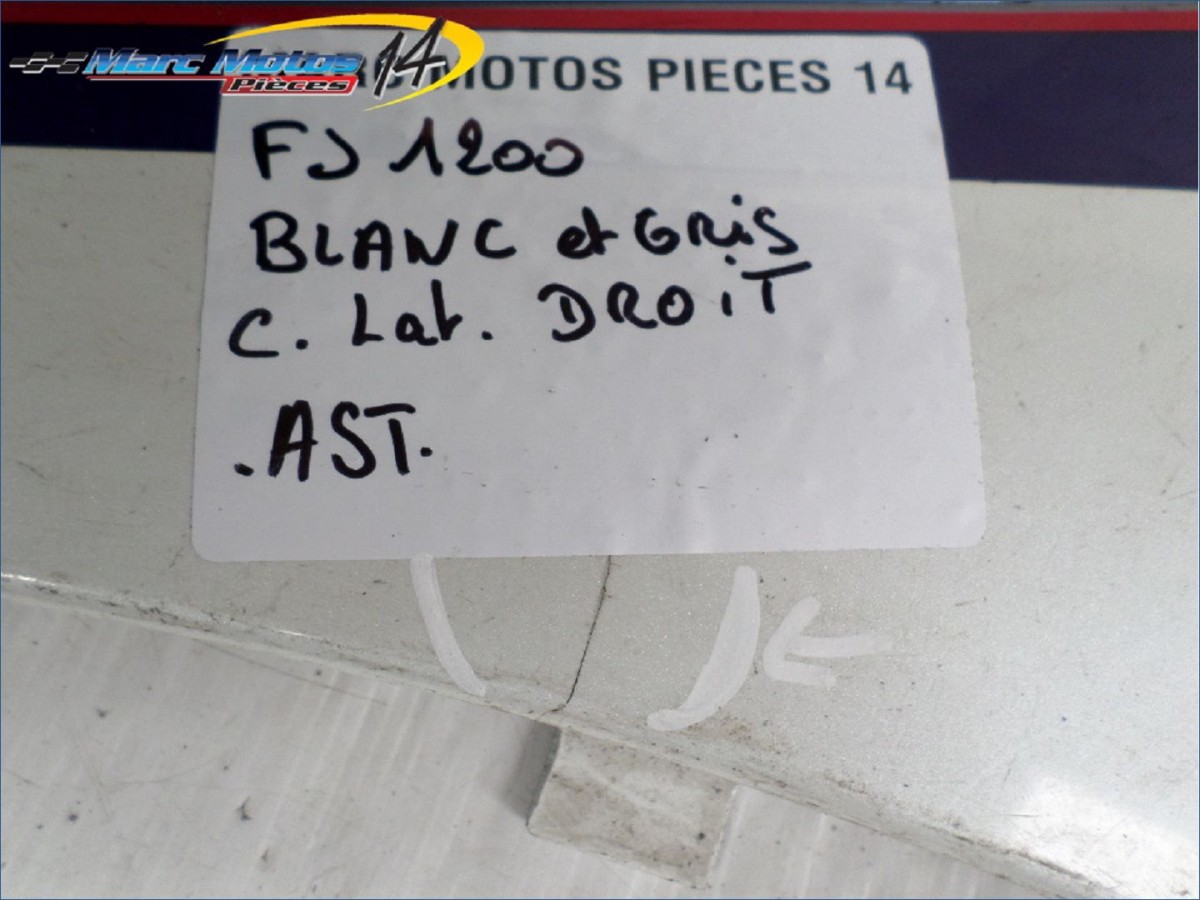 Marc Motos 14
Pièces
MOTOS PIECES 14
FJ 1200
BLANC et GRiS
C. Lat. DROiT
.AST.